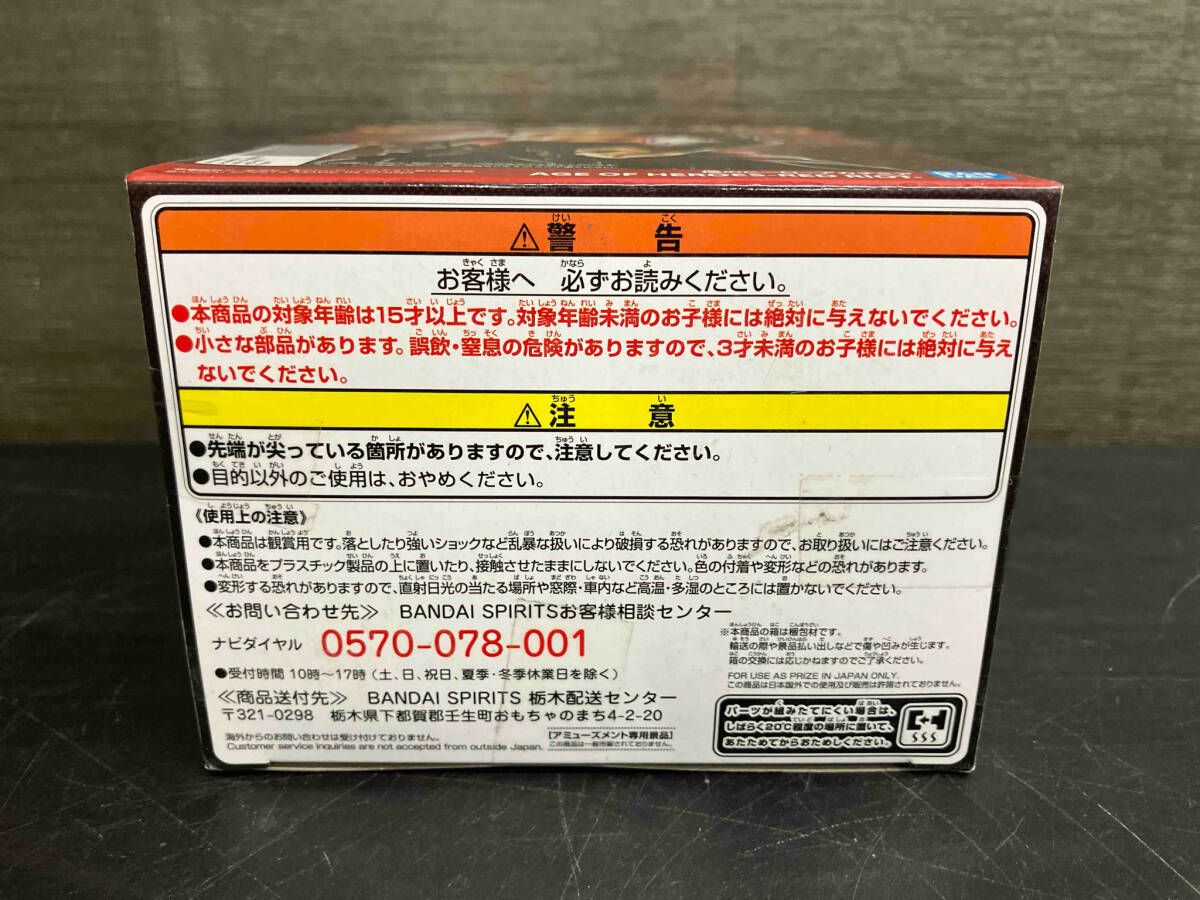 AGE OF HEROES
⚠警告
お客様へ 必ずお読みください。
●本商品の対象年齢は15才以上です。対象年齢未満のお子様には絶対に与えないでください。
●小さな部品があります。誤飲・窒息の危険がありますので、3才未満のお子様には絶対に与え
ないでください。
⚠注意
●先端が尖っている箇所がありますので、注意してください。
●目的以外のご使用は、おやめください。
《使用上の注意》
●本商品は観賞用です。落としたり強いショックなど乱暴な扱いにより破損する恐れがありますので、お取り扱いにはご注意ください。
●本商品をプラスチック製品の上に置いたり、接触させたままにしないでください。色の付着や変形などの恐れがあります。
●変形する恐れがありますので、直射日光の当たる場所や窓際・車内など高温・多湿のところには置かないでください。
≪お問い合わせ先≫ BANDAI SPIRITSお客様相談センター
ナビダイヤル 0570-078-001
●受付時間 10時〜17時(土、日、祝日、夏季・冬季休業日を除く)
≪商品送付先≫ BANDAI SPIRITS 栃木配送センター
〒321-0298 栃木県下都賀郡壬生町おもちゃのまち4-2-20
海外からのお問い合わせは受け付けておりません。
Customer service inquiries are not accepted from outside Japan.
[アミューズメント専用景品]
この商品は一般市販されておりません。
※本商品の箱は梱包材です。
輸送の際や景品払い出しなどで傷や凹みが生じます。
箱の交換には応じかねますのでご了承ください。
FOR USE AS PRIZE IN JAPAN ONLY.
この商品は日本国外での使用及び販売は許諾されておりません。
パーツが組みたてにくい場合は、
しばらく20℃程度の場所に置いて、
あたためてからおためしください。